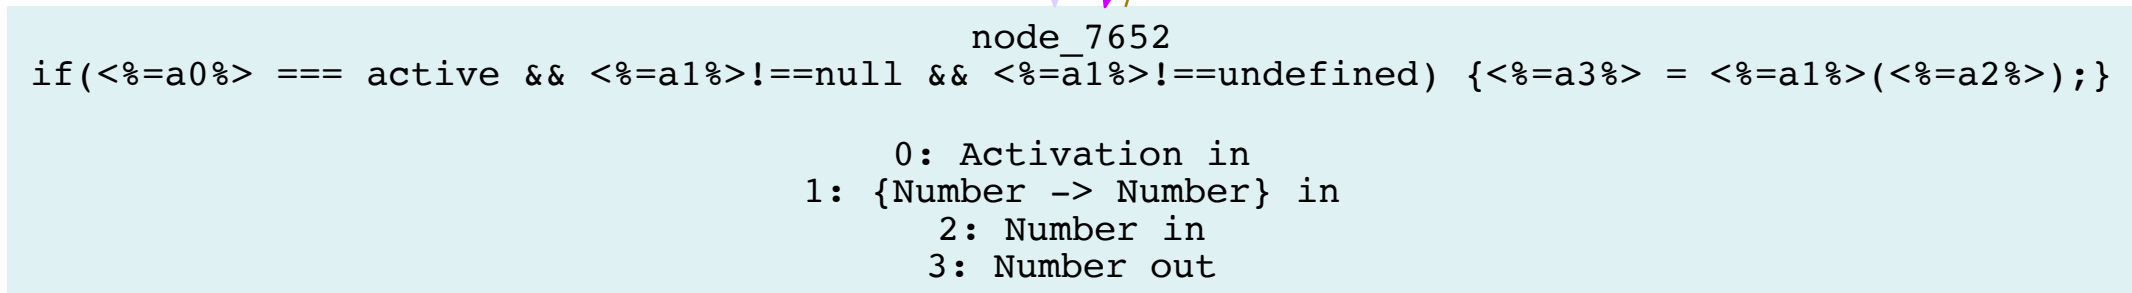 node_7652
if(<%=a0%> === active && <%=a1%>!==null && <%=a1%>!==undefined) {<%=a3%> = <%=a1%>(<%=a2%>);}
0: Activation in
1: {Number -> Number} in
2: Number in
3: Number out